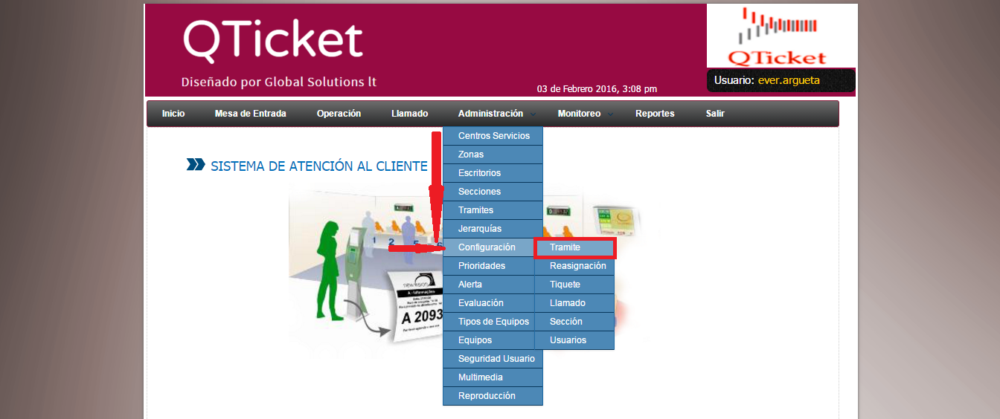 QTicket
Diseñado por Global Solutions lt
03 de Febrero 2016, 3:08 pm
QTicket
Usuario: ever.argueta
Inicio Mesa de Entrada Operación Llamado Administración Monitoreo Reportes Salir
SISTEMA DE ATENCIÓN AL CLIENTE
Centros Servicios
Zonas
Escritorios
Secciones
Tramites
Jerarquías
Configuración
Prioridades
Alerta
Evaluación
Tipos de Equipos
Equipos
Seguridad Usuario
Multimedia
Reproducción
Tramite
Reasignación
Tiquete
Llamado
Sección
Usuarios
1 2 5 6
A 2093